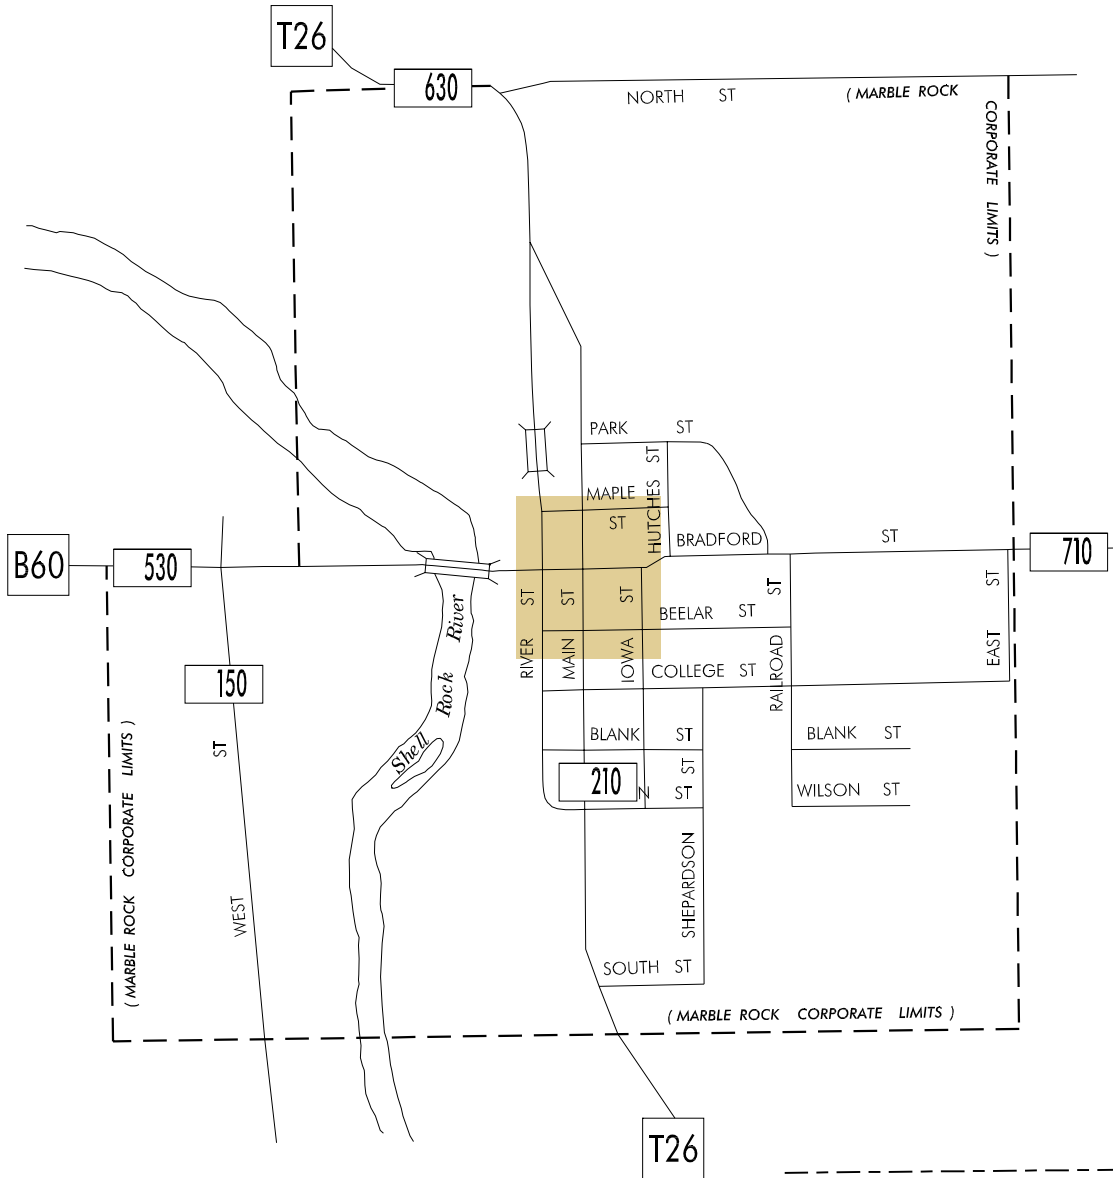 T26
630
NORTH ST
( MARBLE ROCK
CORPORATE LIMITS )
PARK ST
HUTCHES ST
MAPLE
ST
BRADFORD ST
B60
530
710
RIVER ST
MAIN ST
IOWA ST
BEELAR ST
RAILROAD ST
EAST ST
COLLEGE ST
Shell Rock River
150
WEST ST
( MARBLE ROCK CORPORATE LIMITS )
BLANK ST
BLANK ST
210
N ST
WILSON ST
SHEPARDSON ST
SOUTH ST
( MARBLE ROCK CORPORATE LIMITS )
T26